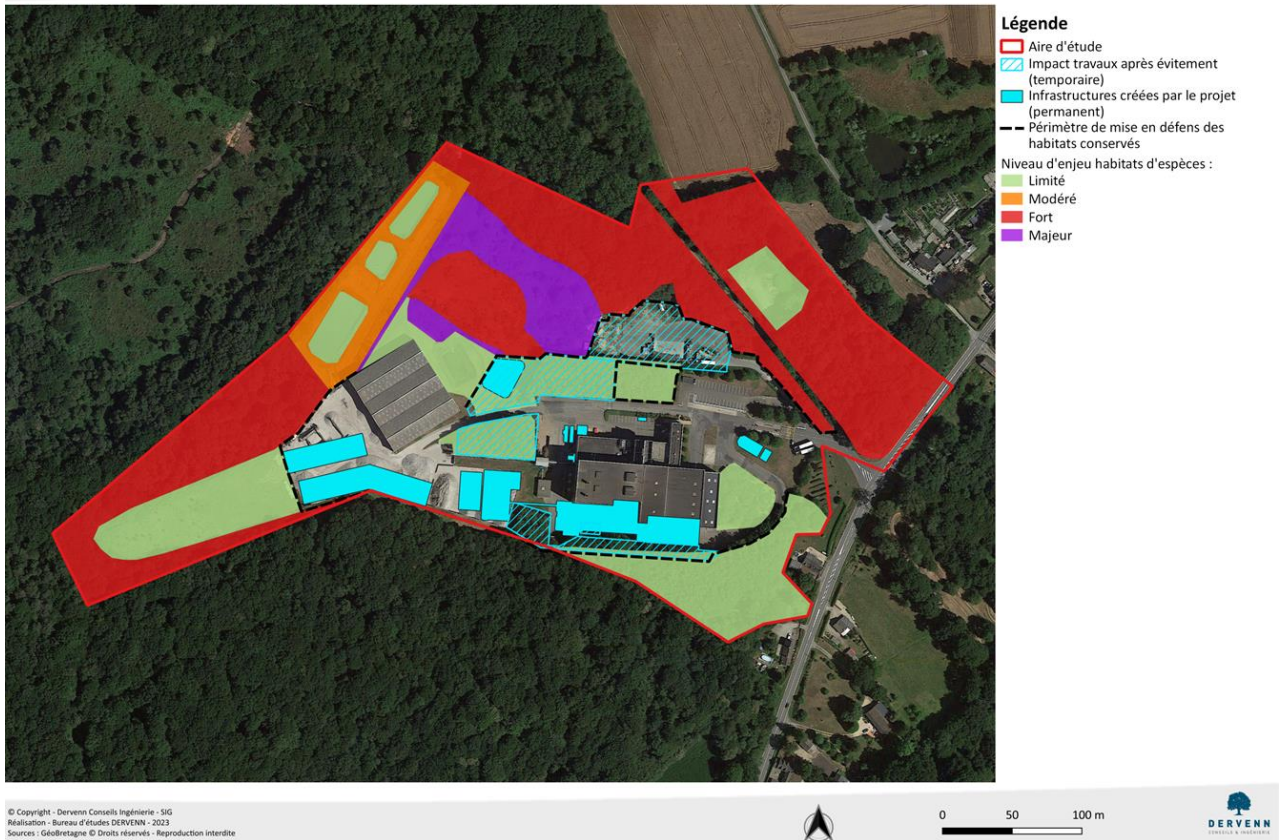 Légende
Aire d'étude
Impact travaux après évitement
(temporaire)
Infrastructures créées par le projet
(permanent)
Périmètre de mise en défens des
habitats conservés
Niveau d'enjeu habitats d'espèces :
Limité
Modéré
Fort
Majeur
© Copyright - Dervenn Conseils Ingénierie - SIG
Réalisation - Bureau d'études DERVENN - 2023
Sources : GéoBretagne © Droits réservés - Reproduction interdite
0 50 100 m
DERVENN
CONSEILS & INGÉNIERIE